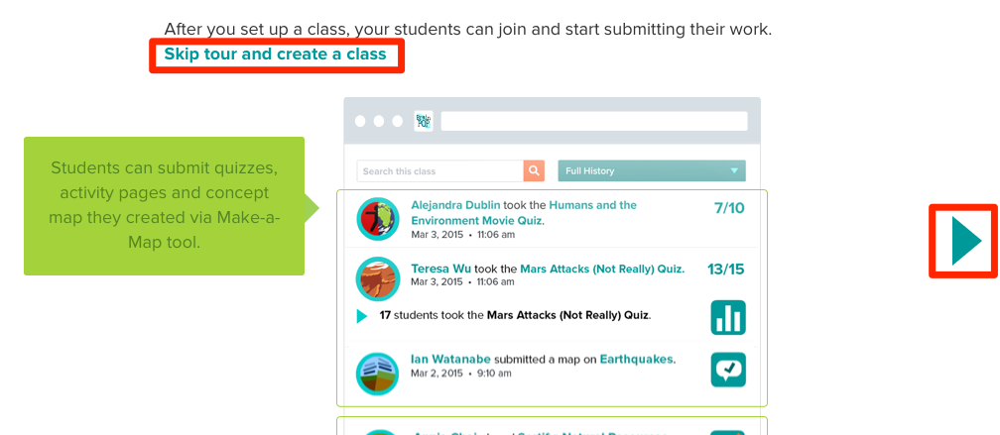 After you set up a class, your students can join and start submitting their work.
Skip tour and create a class
Students can submit quizzes,
activity pages and concept
map they created via Make-a-
Map tool.
Search this class
Full History
Alejandra Dublin took the Humans and the
Environment Movie Quiz.
7/10
Mar 3, 2015 • 11:06 am
Teresa Wu took the Mars Attacks (Not Really) Quiz.
13/15
Mar 3, 2015 • 11:06 am
17 students took the Mars Attacks (Not Really) Quiz.
Ian Watanabe submitted a map on Earthquakes.
Mar 2, 2015 • 9:10 am